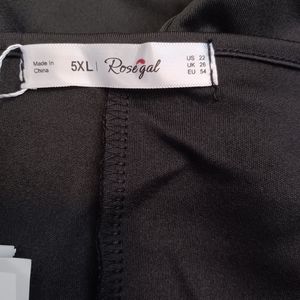 Made In
China
5XL
Rosegal
US 22
UK 26
EU 54